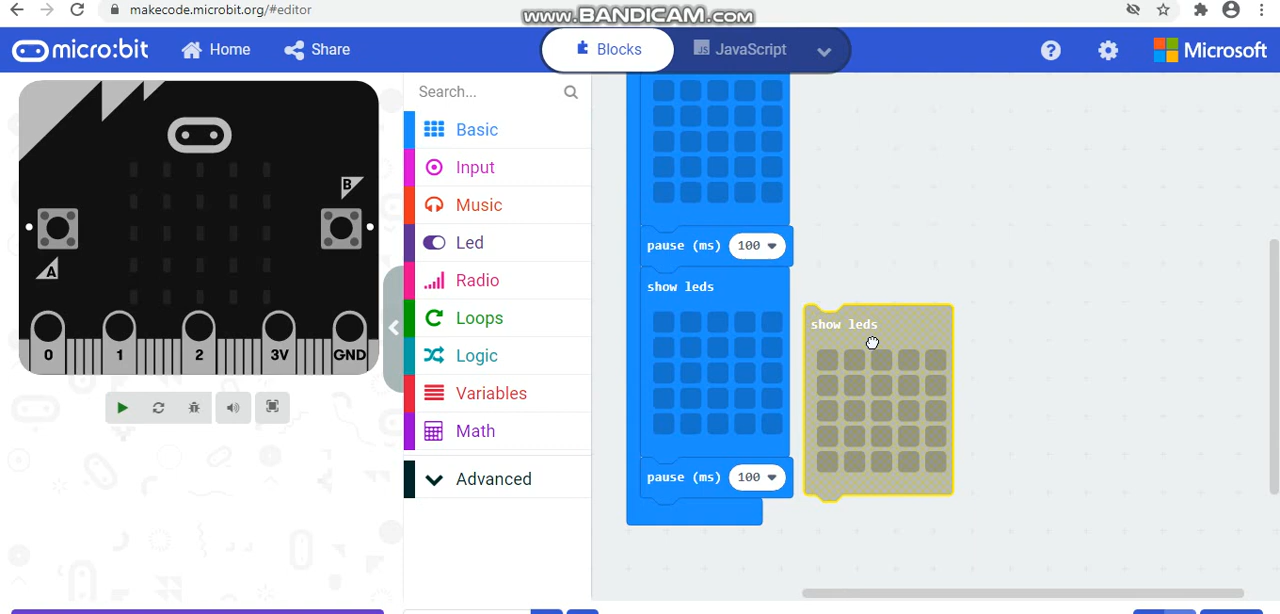 makecode.microbit.org/#editor
www.BANDICAM.com
micro:bit
Home
Share
Blocks
JS JavaScript
?
Microsoft
Search...
Basic
Input
Music
Led
Radio
Loops
Logic
Variables
Math
Advanced
B
A
0 1 2 3V GND
pause (ms) 100
show leds
show leds
pause (ms) 100